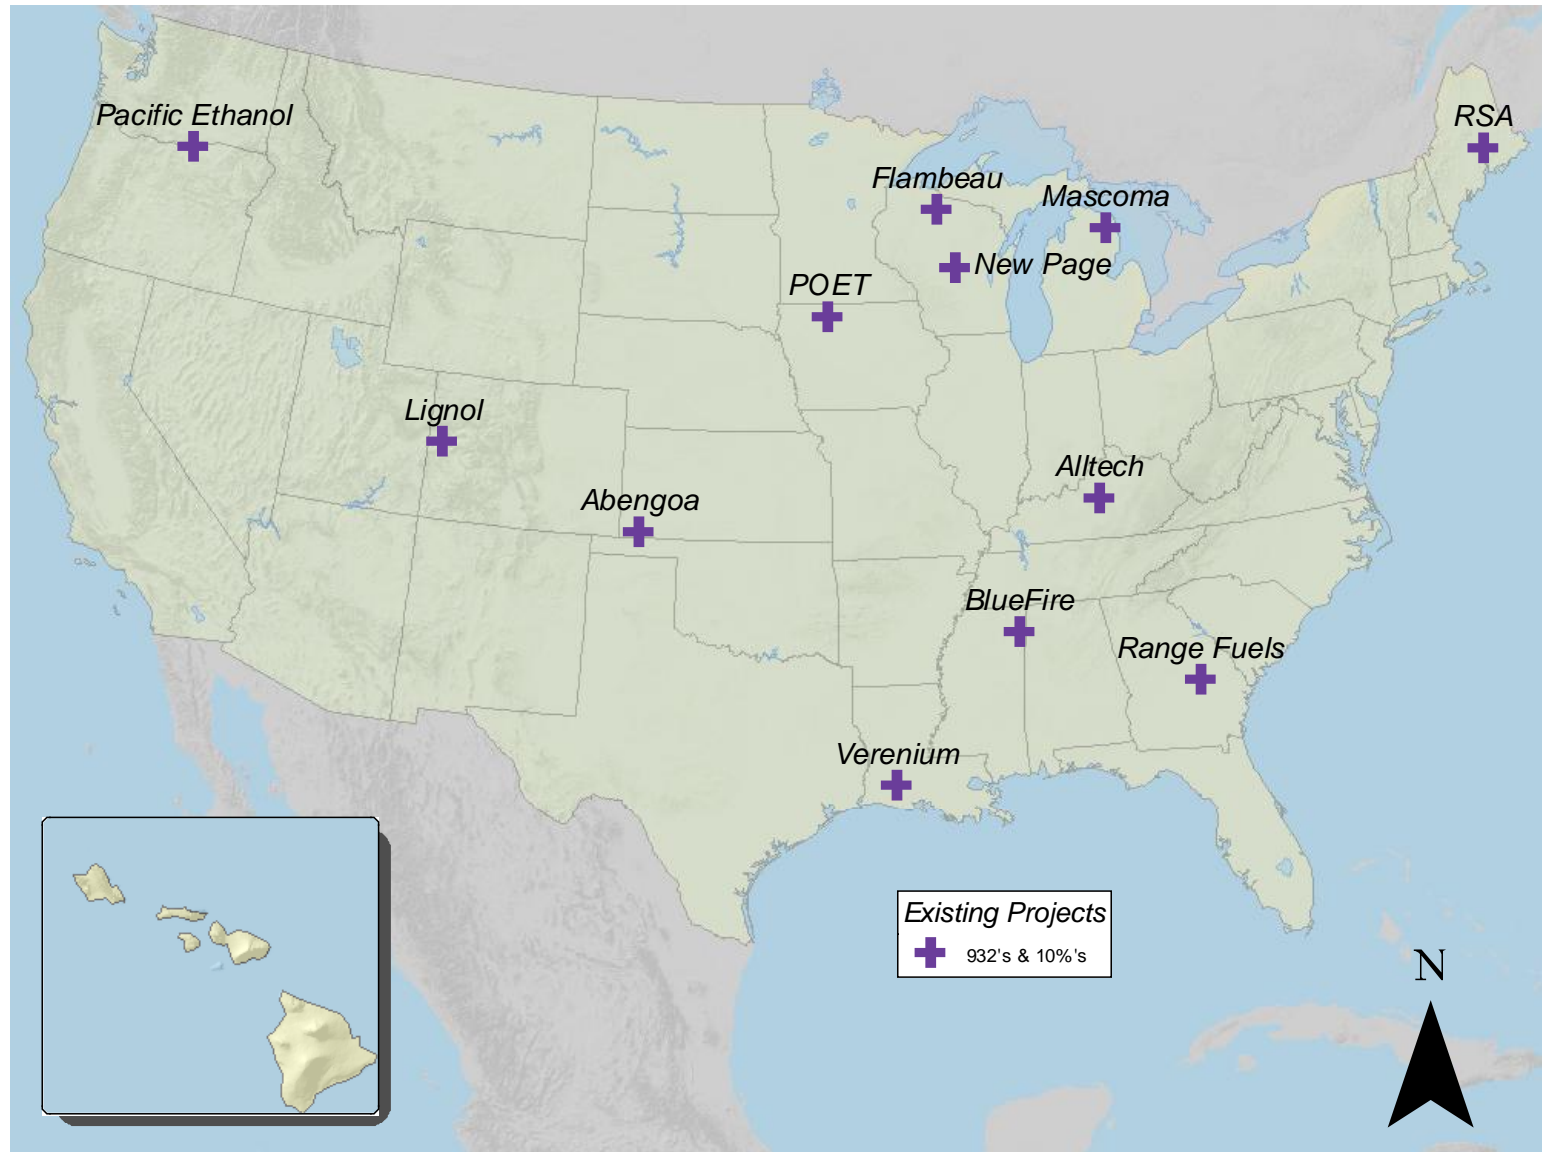 Pacific Ethanol
RSA
Flambeau
Mascoma
New Page
POET
Lignol
Alltech
Abengoa
BlueFire
Range Fuels
Verenium
Existing Projects
932's & 10%'s
N